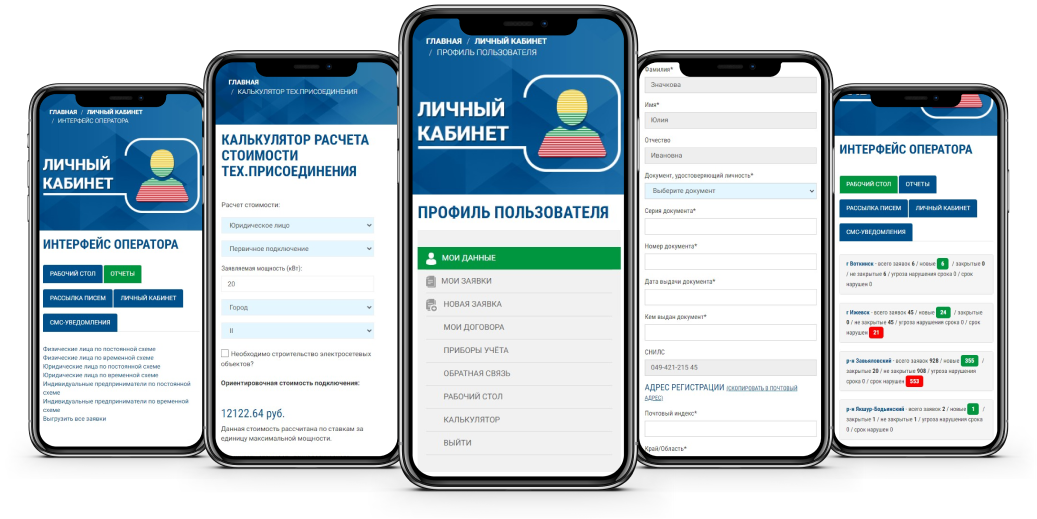 ГЛАВНАЯ / ЛИЧНЫЙ КАБИНЕТ
/ ИНТЕРФЕЙС ОПЕРАТОРА
ЛИЧНЫЙ
КАБИНЕТ
ИНТЕРФЕЙС ОПЕРАТОРА
РАБОЧИЙ СТОЛ ОТЧЕТЫ
РАССЫЛКА ПИСЕМ ЛИЧНЫЙ КАБИНЕТ
СМС-УВЕДОМЛЕНИЯ
Физические лица по постоянной схеме
Физические лица по временной схеме
Юридические лица по постоянной схеме
Юридические лица по временной схеме
Индивидуальные предприниматели по постоянной
схеме
Индивидуальные предприниматели по временной
схеме
Выгрузить все заявки
ГЛАВНАЯ
/ КАЛЬКУЛЯТОР ТЕХ.ПРИСОЕДИНЕНИЯ
КАЛЬКУЛЯТОР РАСЧЕТА
СТОИМОСТИ
ТЕХ.ПРИСОЕДИНЕНИЯ
Расчет стоимости:
Юридическое лицо
Первичное подключение
Заявляемая мощность (кВт):
20
Город
II
Необходимо строительство электросетевых
объектов?
Ориентировочная стоимость подключения:
12122.64 руб.
Данная стоимость рассчитана по ставкам за
единицу максимальной мощности.
ГЛАВНАЯ / ЛИЧНЫЙ КАБИНЕТ
/ ПРОФИЛЬ ПОЛЬЗОВАТЕЛЯ
ЛИЧНЫЙ
КАБИНЕТ
ПРОФИЛЬ ПОЛЬЗОВАТЕЛЯ
МОИ ДАННЫЕ
МОИ ЗАЯВКИ
НОВАЯ ЗАЯВКА
МОИ ДОГОВОРА
ПРИБОРЫ УЧЁТА
ОБРАТНАЯ СВЯЗЬ
РАБОЧИЙ СТОЛ
КАЛЬКУЛЯТОР
ВЫЙТИ
Фамилия*
Значкова
Имя*
Юлия
Отчество
Ивановна
Документ, удостоверяющий личность*
Выберите документ
Серия документа*
Номер документа*
Дата выдачи документа*
Кем выдан документ*
СНИЛС
049-421-215 45
АДРЕС РЕГИСТРАЦИИ (СКОПИРОВАТЬ В ПОЧТОВЫЙ
АДРЕС)
Почтовый индекс*
Край/Область*
ИНТЕРФЕЙС ОПЕРАТОРА
РАБОЧИЙ СТОЛ ОТЧЕТЫ
РАССЫЛКА ПИСЕМ ЛИЧНЫЙ КАБИНЕТ
СМС-УВЕДОМЛЕНИЯ
г Воткинск - всего заявок 6 / новые 6 / закрытые 0
/ не закрытые 6 / угроза нарушения срока 0 / срок
нарушен 0
г Ижевск - всего заявок 45 / новые 24 / закрытые
0 / не закрытые 45 / угроза нарушения срока 0 / срок
нарушен 21
р-н Завьяловский - всего заявок 928 / новые 355 /
закрытые 20 / не закрытые 908 / угроза нарушения
срока 0 / срок нарушен 553
р-н Якшур-Бодьинский - всего заявок 2 / новые 1 /
закрытые 1 / не закрытые 1 / угроза нарушения срока
0 / срок нарушен 0